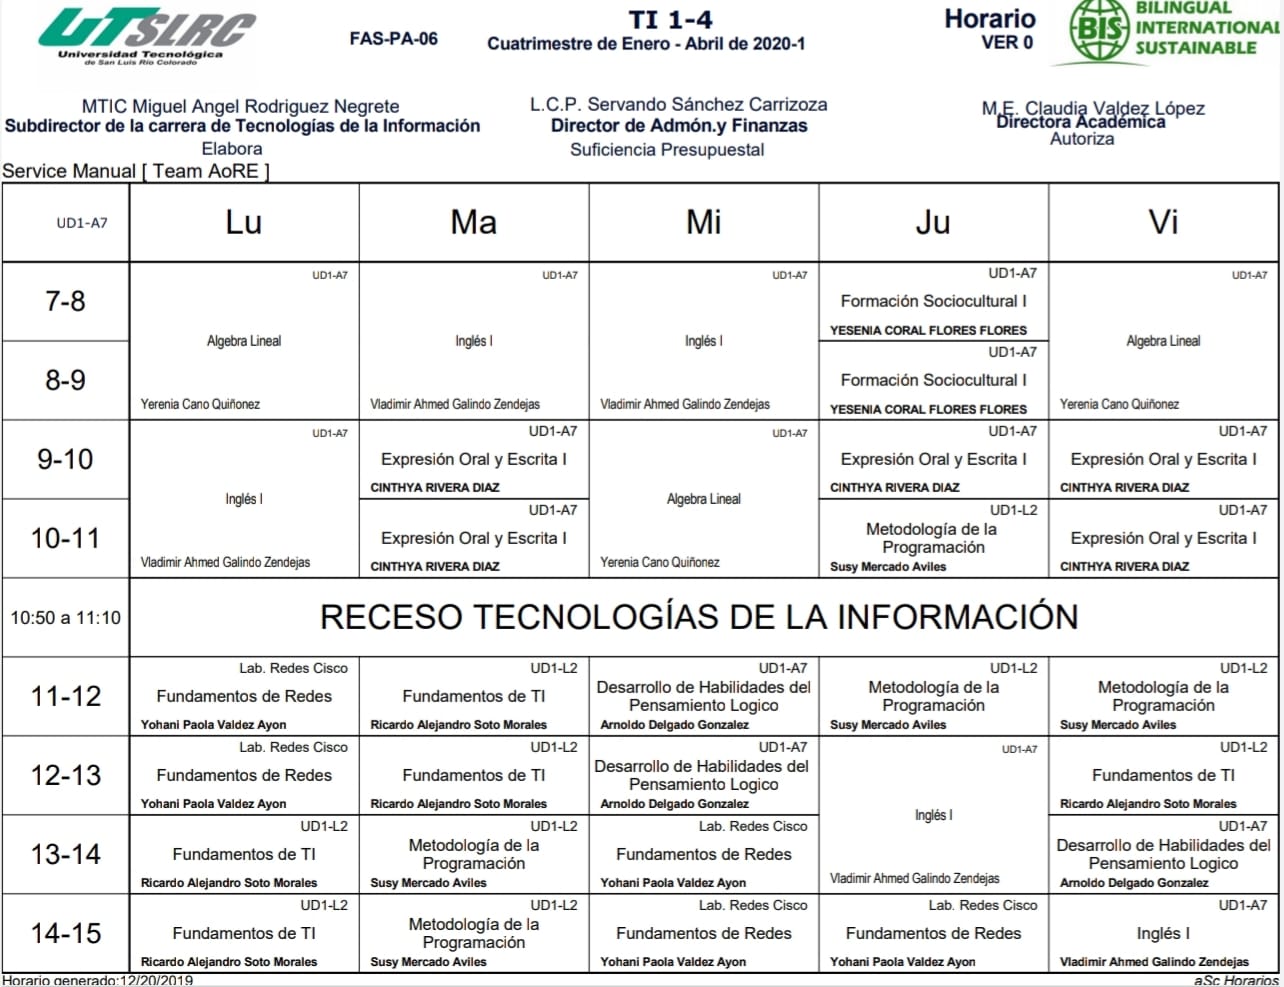 UTSLRC
Universidad Tecnológica
de San Luis Río Colorado
FAS-PA-06
TI 1-4
Cuatrimestre de Enero - Abril de 2020-1
Horario
VER 0
BIS
BILINGUAL
INTERNATIONAL
SUSTAINABLE
MTIC Miguel Angel Rodriguez Negrete
Subdirector de la carrera de Tecnologías de la Información
Elabora
L.C.P. Servando Sánchez Carrizoza
Director de Admón.y Finanzas
Suficiencia Presupuestal
M.E. Claudia Valdez López
Directora Académica
Autoriza
Service Manual [ Team AoRE ]
UD1-A7
Lu
Ma
Mi
Ju
Vi
7-8
UD1-A7
Algebra Lineal
Yerenia Cano Quiñonez
UD1-A7
Inglés I
Vladimir Ahmed Galindo Zendejas
UD1-A7
Inglés I
Vladimir Ahmed Galindo Zendejas
UD1-A7
Formación Sociocultural I
YESENIA CORAL FLORES FLORES
UD1-A7
Algebra Lineal
Yerenia Cano Quiñonez
8-9
UD1-A7
Formación Sociocultural I
YESENIA CORAL FLORES FLORES
9-10
UD1-A7
Inglés I
Vladimir Ahmed Galindo Zendejas
UD1-A7
Expresión Oral y Escrita I
CINTHYA RIVERA DIAZ
UD1-A7
Algebra Lineal
Yerenia Cano Quiñonez
UD1-A7
Expresión Oral y Escrita I
CINTHYA RIVERA DIAZ
UD1-A7
Expresión Oral y Escrita I
CINTHYA RIVERA DIAZ
10-11
UD1-A7
Expresión Oral y Escrita I
CINTHYA RIVERA DIAZ
UD1-L2
Metodología de la
Programación
Susy Mercado Aviles
UD1-A7
Expresión Oral y Escrita I
CINTHYA RIVERA DIAZ
10:50 a 11:10
RECESO TECNOLOGÍAS DE LA INFORMACIÓN
11-12
Lab. Redes Cisco
Fundamentos de Redes
Yohani Paola Valdez Ayon
UD1-L2
Fundamentos de TI
Ricardo Alejandro Soto Morales
UD1-A7
Desarrollo de Habilidades del
Pensamiento Logico
Arnoldo Delgado Gonzalez
UD1-L2
Metodología de la
Programación
Susy Mercado Aviles
UD1-L2
Metodología de la
Programación
Susy Mercado Aviles
12-13
Lab. Redes Cisco
Fundamentos de Redes
Yohani Paola Valdez Ayon
UD1-L2
Fundamentos de TI
Ricardo Alejandro Soto Morales
UD1-A7
Desarrollo de Habilidades del
Pensamiento Logico
Arnoldo Delgado Gonzalez
UD1-A7
Inglés I
Vladimir Ahmed Galindo Zendejas
UD1-L2
Fundamentos de TI
Ricardo Alejandro Soto Morales
13-14
UD1-L2
Fundamentos de TI
Ricardo Alejandro Soto Morales
UD1-L2
Metodología de la
Programación
Susy Mercado Aviles
Lab. Redes Cisco
Fundamentos de Redes
Yohani Paola Valdez Ayon
UD1-A7
Desarrollo de Habilidades del
Pensamiento Logico
Arnoldo Delgado Gonzalez
14-15
UD1-L2
Fundamentos de TI
Ricardo Alejandro Soto Morales
UD1-L2
Metodología de la
Programación
Susy Mercado Aviles
Lab. Redes Cisco
Fundamentos de Redes
Yohani Paola Valdez Ayon
Lab. Redes Cisco
Fundamentos de Redes
Yohani Paola Valdez Ayon
UD1-A7
Inglés I
Vladimir Ahmed Galindo Zendejas
Horario generado:12/20/2019
aSc Horarios